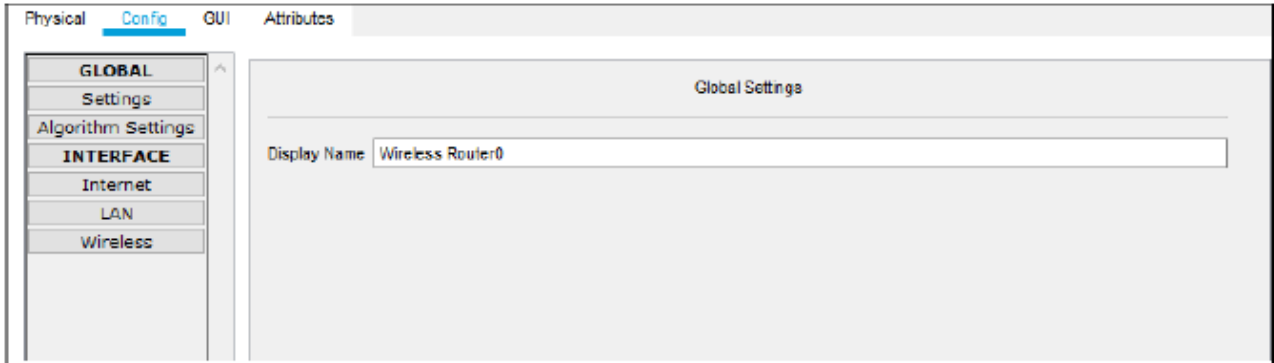 Physical Config GUI Attributes
GLOBAL
Settings
Algorithm Settings
INTERFACE
Internet
LAN
Wireless
Global Settings
Display Name Wireless Router0